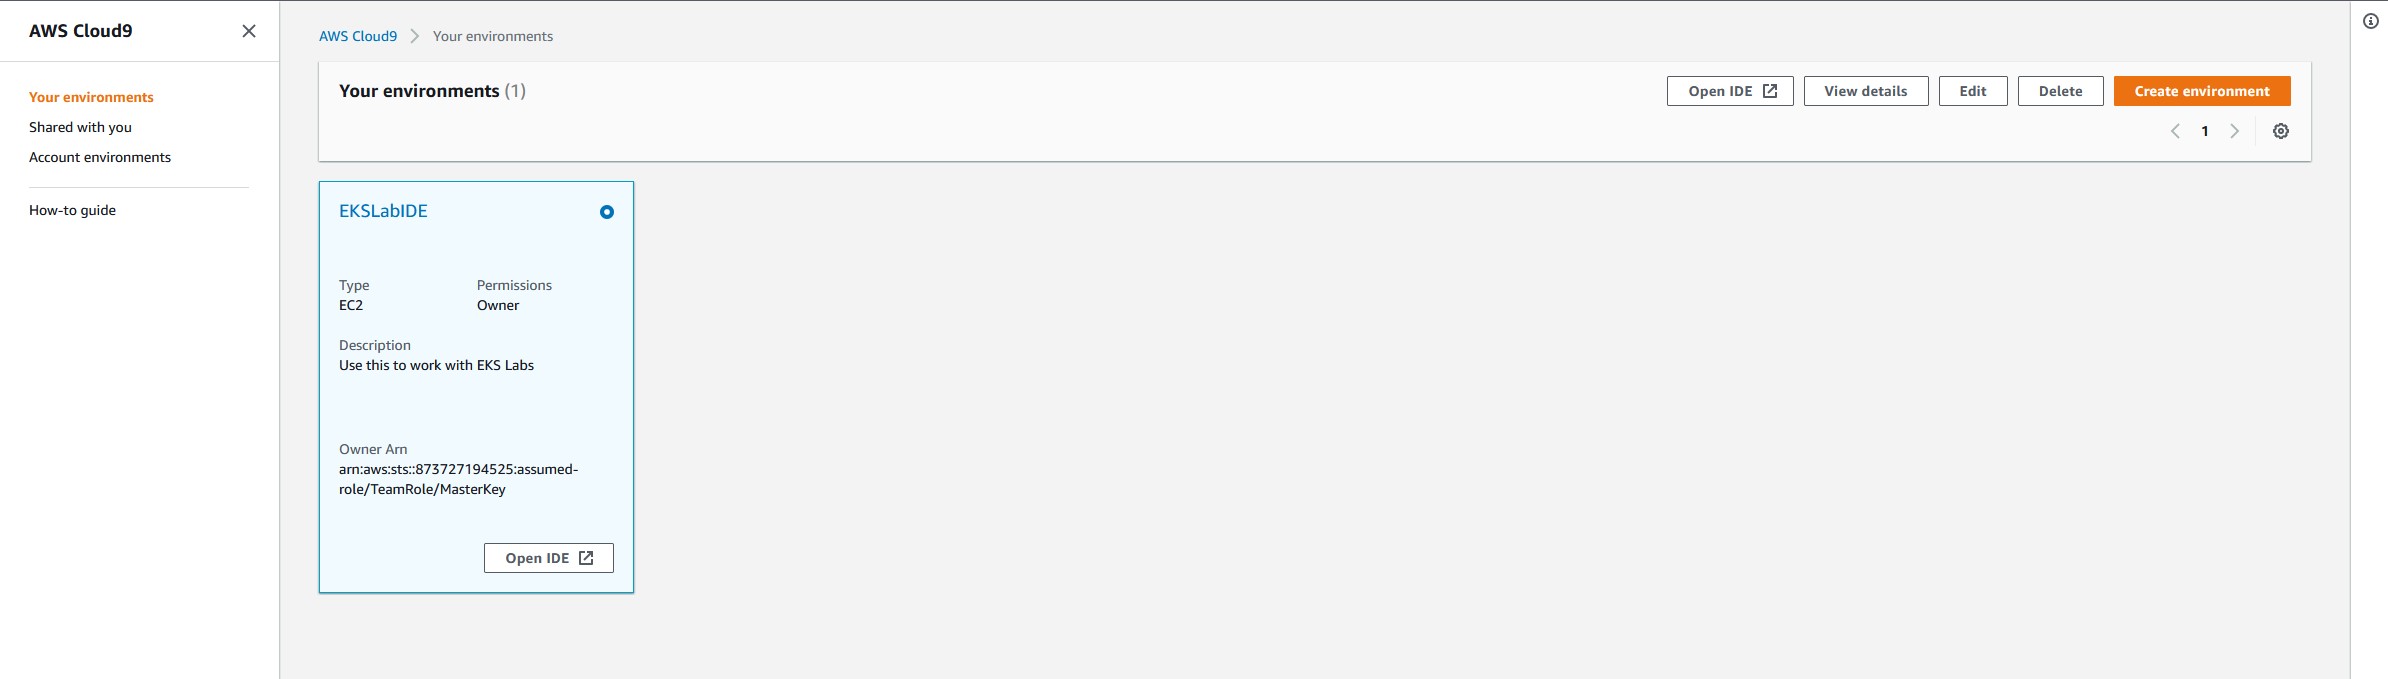 AWS Cloud9
Your environments
Shared with you
Account environments
How-to guide
AWS Cloud9 > Your environments
Your environments (1)
Open IDE
View details
Edit
Delete
Create environment
1
EKSLabIDE
Type
EC2
Permissions
Owner
Description
Use this to work with EKS Labs
Owner Arn
arn:aws:sts::873727194525:assumed-
role/TeamRole/MasterKey
Open IDE